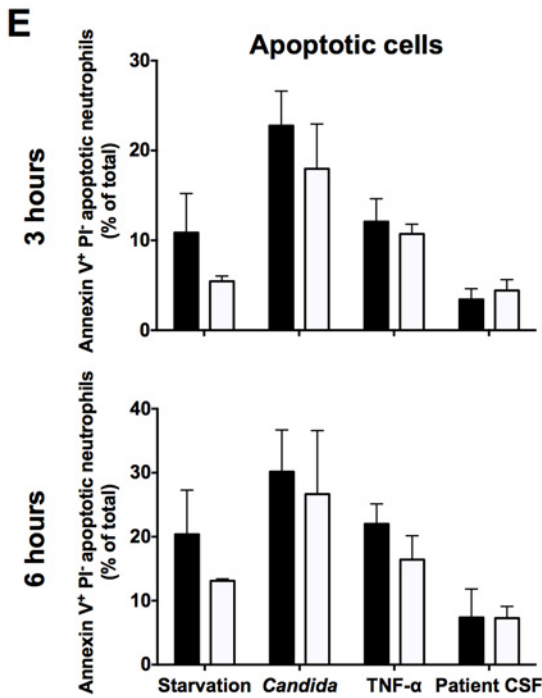 E
Apoptotic cells
3 hours
Annexin V⁺ PI⁻ apoptotic neutrophils
(% of total)
30
20
10
0
6 hours
Annexin V⁺ PI⁻ apoptotic neutrophils
(% of total)
40
30
20
10
0
Starvation Candida TNF-α Patient CSF